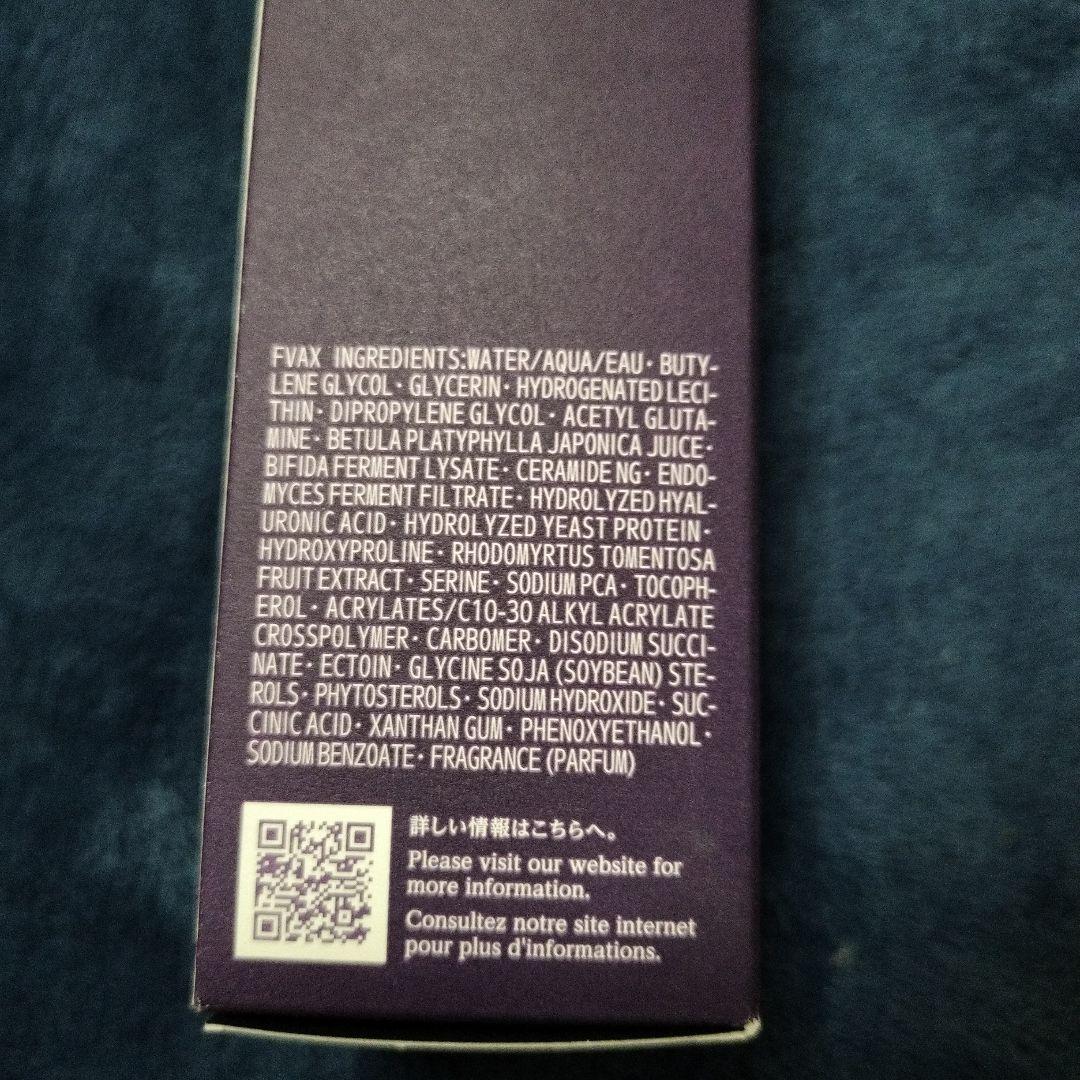 FVAX INGREDIENTS:WATER/AQUA/EAU・BUTY-
LENE GLYCOL・GLYCERIN・HYDROGENATED LECI-
THIN・DIPROPYLENE GLYCOL・ACETYL GLUTA-
MINE・BETULA PLATYPHYLLA JAPONICA JUICE・
BIFIDA FERMENT LYSATE・CERAMIDE NG・ENDO-
MYCES FERMENT FILTRATE・HYDROLYZED HYAL-
URONIC ACID・HYDROLYZED YEAST PROTEIN・
HYDROXYPROLINE・RHODOMYRTUS TOMENTOSA
FRUIT EXTRACT・SERINE・SODIUM PCA・TOCOPH-
EROL・ACRYLATES/C10-30 ALKYL ACRYLATE
CROSSPOLYMER・CARBOMER・DISODIUM SUCCI-
NATE・ECTOIN・GLYCINE SOJA (SOYBEAN) STE-
ROLS・PHYTOSTEROLS・SODIUM HYDROXIDE・SUC-
CINIC ACID・XANTHAN GUM・PHENOXYETHANOL・
SODIUM BENZOATE・FRAGRANCE (PARFUM)
詳しい情報はこちらへ。
Please visit our website for
more information.
Consultez notre site internet
pour plus d'informations.